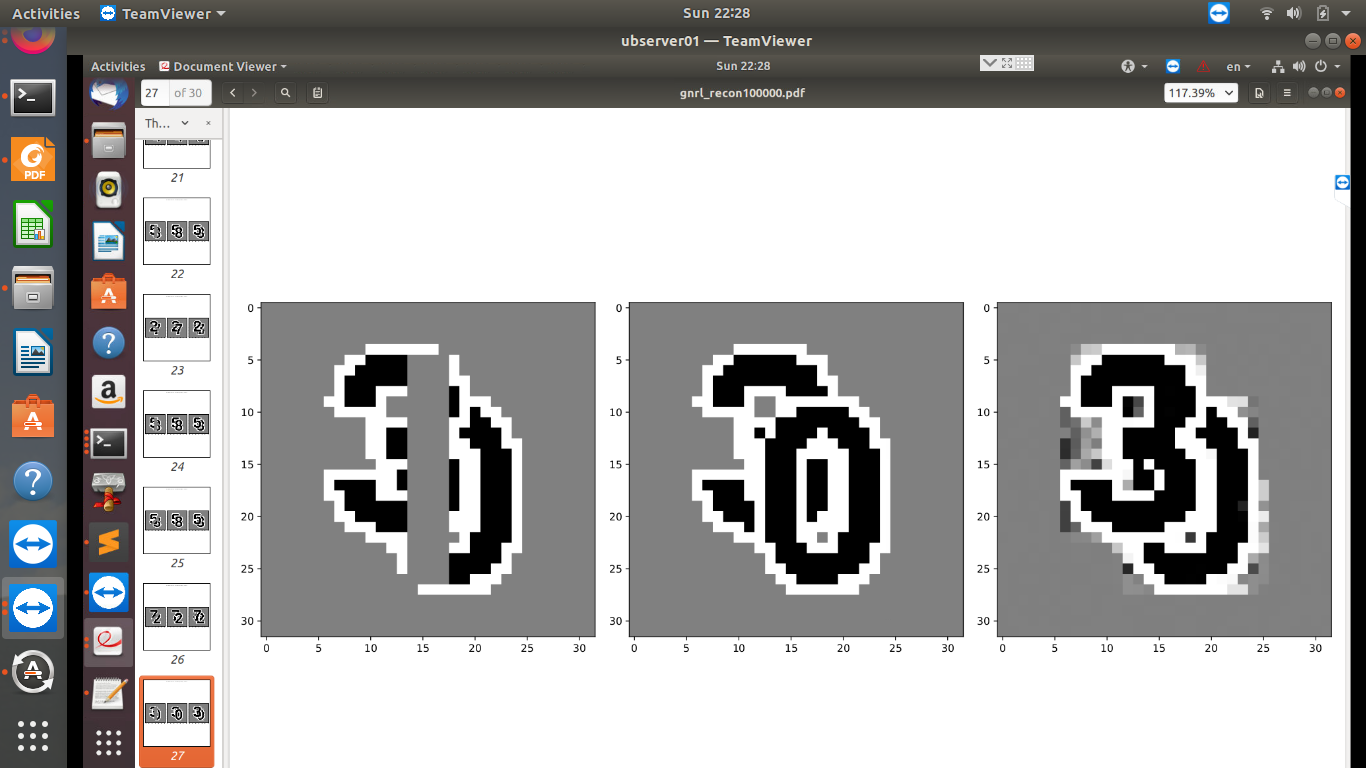 Activities TeamViewer Sun 22:28
ubserver01 — TeamViewer
Activities Document Viewer Sun 22:28 en
27 of 30 gnrl_recon100000.pdf 117.39%
Th...
21
22
23
24
25
26
27
PDF
0 5 10 15 20 25 30
0 5 10 15 20 25 30
0 5 10 15 20 25 30
0 5 10 15 20 25 30
0 5 10 15 20 25 30
0 5 10 15 20 25 30